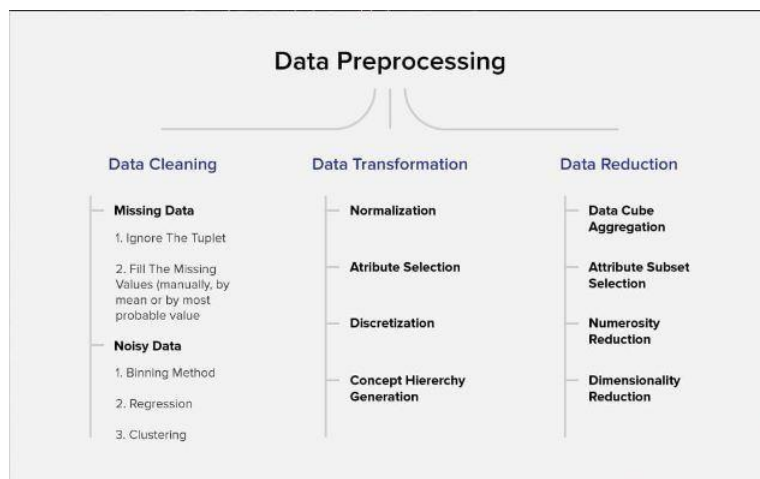 Data Preprocessing
Data Cleaning
Missing Data
1. Ignore The Tuplet
2. Fill The Missing
Values (manually, by
mean or by most
probable value
Noisy Data
1. Binning Method
2. Regression
3. Clustering
Data Transformation
Normalization
Atribute Selection
Discretization
Concept Hiererchy
Generation
Data Reduction
Data Cube
Aggregation
Attribute Subset
Selection
Numerosity
Reduction
Dimensionality
Reduction